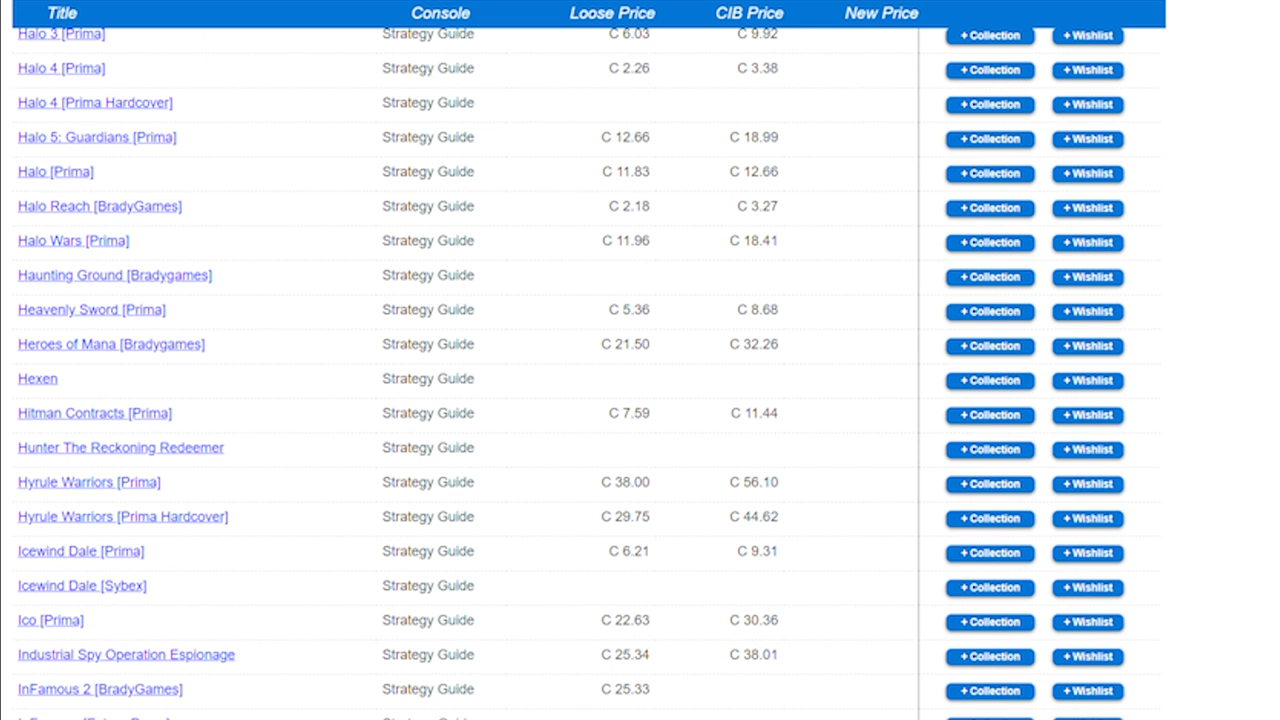 Title Console Loose Price CIB Price New Price
Halo 3 [Prima] Strategy Guide C 6.03 C 9.92 + Collection + Wishlist
Halo 4 [Prima] Strategy Guide C 2.26 C 3.38 + Collection + Wishlist
Halo 4 [Prima Hardcover] Strategy Guide + Collection + Wishlist
Halo 5: Guardians [Prima] Strategy Guide C 12.66 C 18.99 + Collection + Wishlist
Halo [Prima] Strategy Guide C 11.83 C 12.66 + Collection + Wishlist
Halo Reach [BradyGames] Strategy Guide C 2.18 C 3.27 + Collection + Wishlist
Halo Wars [Prima] Strategy Guide C 11.96 C 18.41 + Collection + Wishlist
Haunting Ground [Bradygames] Strategy Guide + Collection + Wishlist
Heavenly Sword [Prima] Strategy Guide C 5.36 C 8.68 + Collection + Wishlist
Heroes of Mana [Bradygames] Strategy Guide C 21.50 C 32.26 + Collection + Wishlist
Hexen Strategy Guide + Collection + Wishlist
Hitman Contracts [Prima] Strategy Guide C 7.59 C 11.44 + Collection + Wishlist
Hunter The Reckoning Redeemer Strategy Guide + Collection + Wishlist
Hyrule Warriors [Prima] Strategy Guide C 38.00 C 56.10 + Collection + Wishlist
Hyrule Warriors [Prima Hardcover] Strategy Guide C 29.75 C 44.62 + Collection + Wishlist
Icewind Dale [Prima] Strategy Guide C 6.21 C 9.31 + Collection + Wishlist
Icewind Dale [Sybex] Strategy Guide + Collection + Wishlist
Ico [Prima] Strategy Guide C 22.63 C 30.36 + Collection + Wishlist
Industrial Spy Operation Espionage Strategy Guide C 25.34 C 38.01 + Collection + Wishlist
InFamous 2 [BradyGames] Strategy Guide C 25.33 + Collection + Wishlist